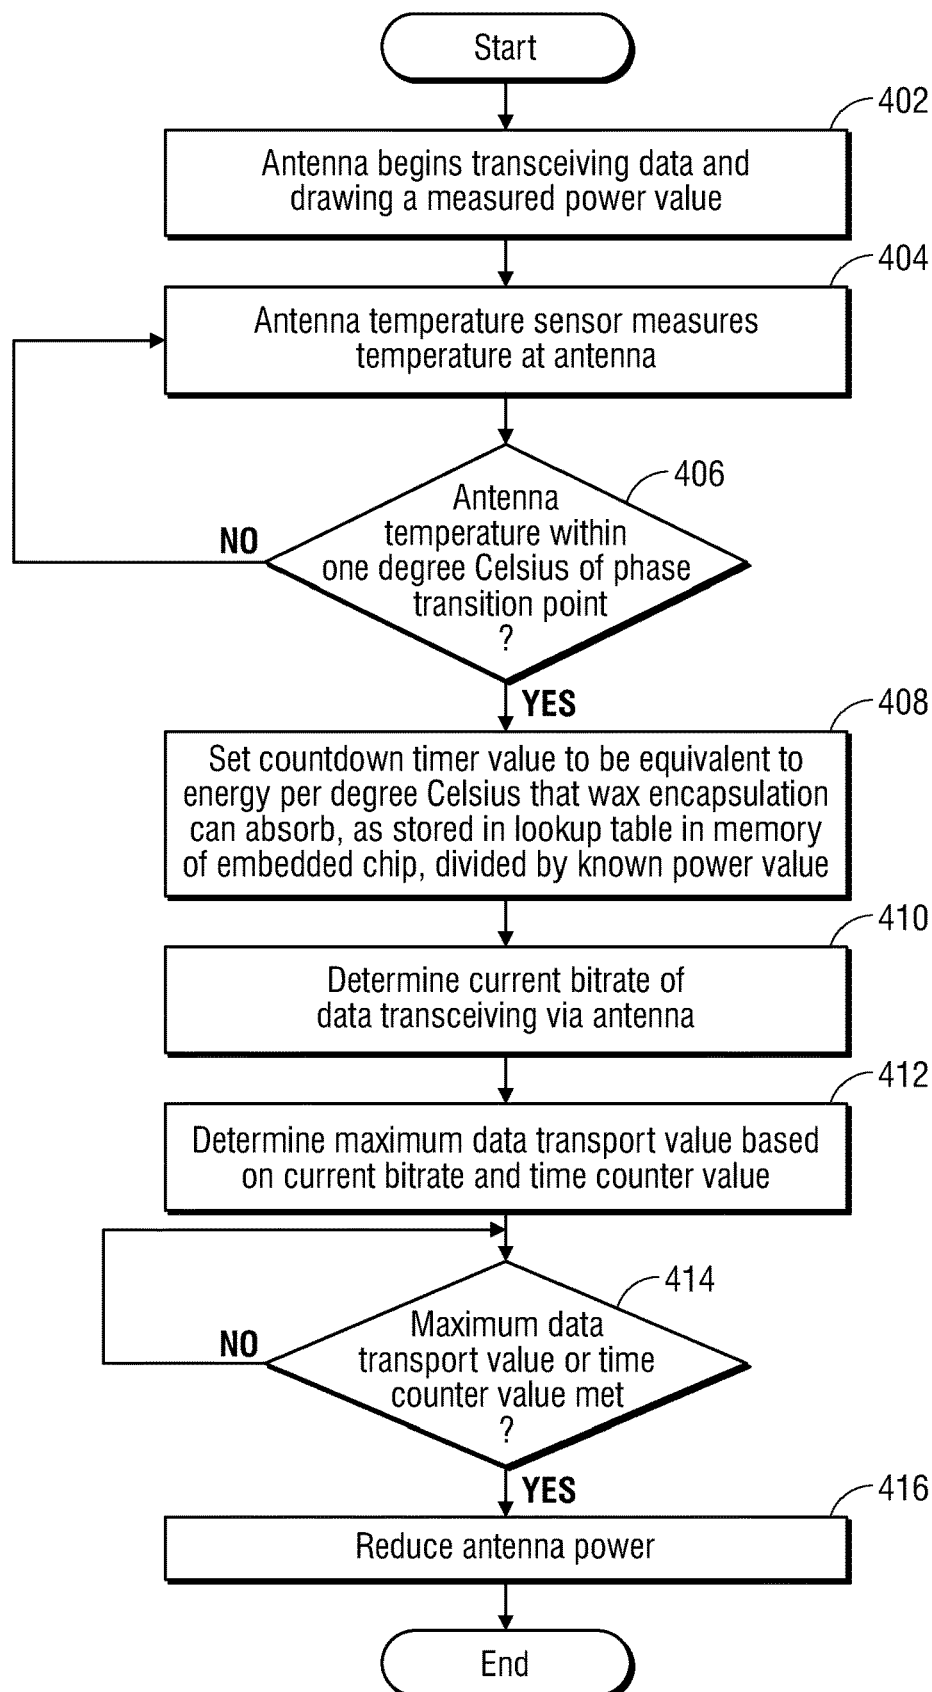 Start
402
Antenna begins transceiving data and
drawing a measured power value
404
Antenna temperature sensor measures
temperature at antenna
406
Antenna
temperature within
one degree Celsius of phase
transition point
?
NO
YES
408
Set countdown timer value to be equivalent to
energy per degree Celsius that wax encapsulation
can absorb, as stored in lookup table in memory
of embedded chip, divided by known power value
410
Determine current bitrate of
data transceiving via antenna
412
Determine maximum data transport value based
on current bitrate and time counter value
414
Maximum data
transport value or time
counter value met
?
NO
YES
416
Reduce antenna power
End